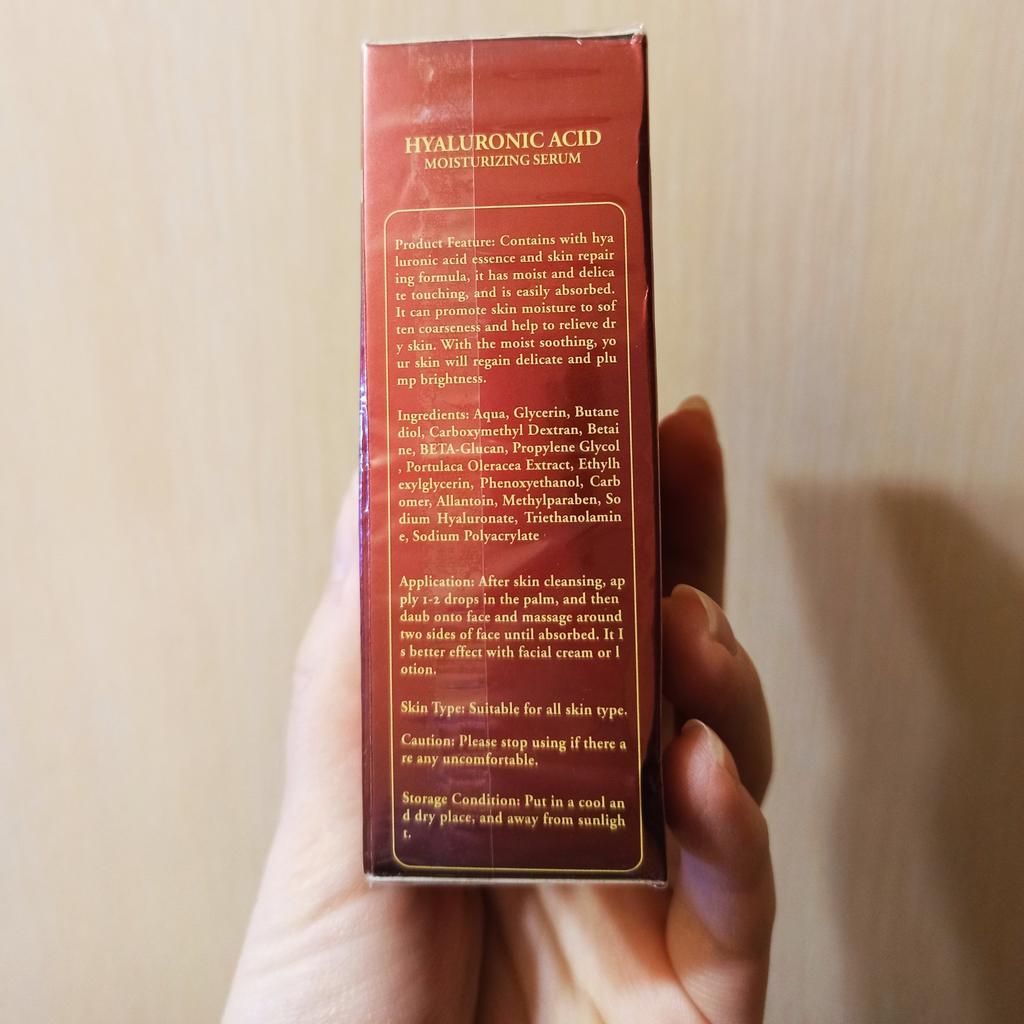 HYALURONIC ACID
MOISTURIZING SERUM
Product Feature: Contains with hya
luronic acid essence and skin repair
ing formula, it has moist and delica
te touching, and is easily absorbed.
It can promote skin moisture to sof
ten coarseness and help to relieve dr
y skin. With the moist soothing, yo
ur skin will regain delicate and plu
mp brightness.
Ingredients: Aqua, Glycerin, Butane
diol, Carboxymethyl Dextran, Betai
ne, BETA-Glucan, Propylene Glycol
, Portulaca Oleracea Extract, Ethylh
exylglycerin, Phenoxyethanol, Carb
omer, Allantoin, Methylparaben, So
dium Hyaluronate, Triethanolamin
e, Sodium Polyacrylate
Application: After skin cleansing, ap
ply 1-2 drops in the palm, and then
daub onto face and massage around
two sides of face until absorbed. It I
s better effect with facial cream or l
otion.
Skin Type: Suitable for all skin type.
Caution: Please stop using if there a
re any uncomfortable.
Storage Condition: Put in a cool an
d dry place, and away from sunligh
t.